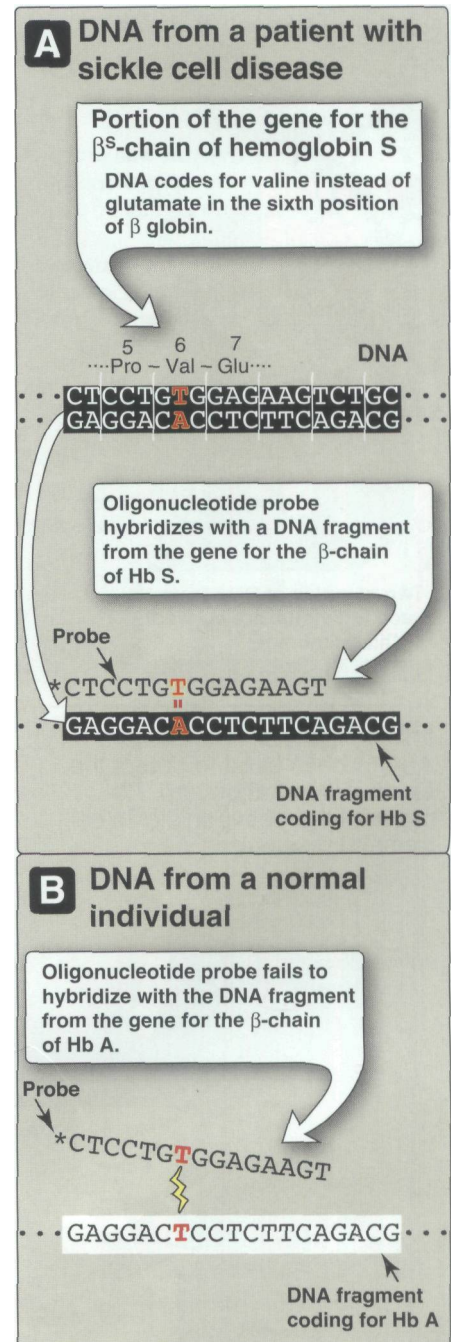 A DNA from a patient with
sickle cell disease
Portion of the gene for the
βS-chain of hemoglobin S
DNA codes for valine instead of
glutamate in the sixth position
of β globin.
5 6 7
····Pro ~ Val ~ Glu····
DNA
· · · CTCCTGTGGAGAAGTCTGC · · ·
· · · GAGGACACCTCTTCAGACG · · ·
Oligonucleotide probe
hybridizes with a DNA fragment
from the gene for the β-chain
of Hb S.
Probe
*CTCCTGTGGAGAAGT
· · · GAGGACACCTCTTCAGACG · · ·
DNA fragment
coding for Hb S
B DNA from a normal
individual
Oligonucleotide probe fails to
hybridize with the DNA fragment
from the gene for the β-chain
of Hb A.
Probe
*CTCCTGTGGAGAAGT
· · · GAGGACTCCTCTTCAGACG · · ·
DNA fragment
coding for Hb A